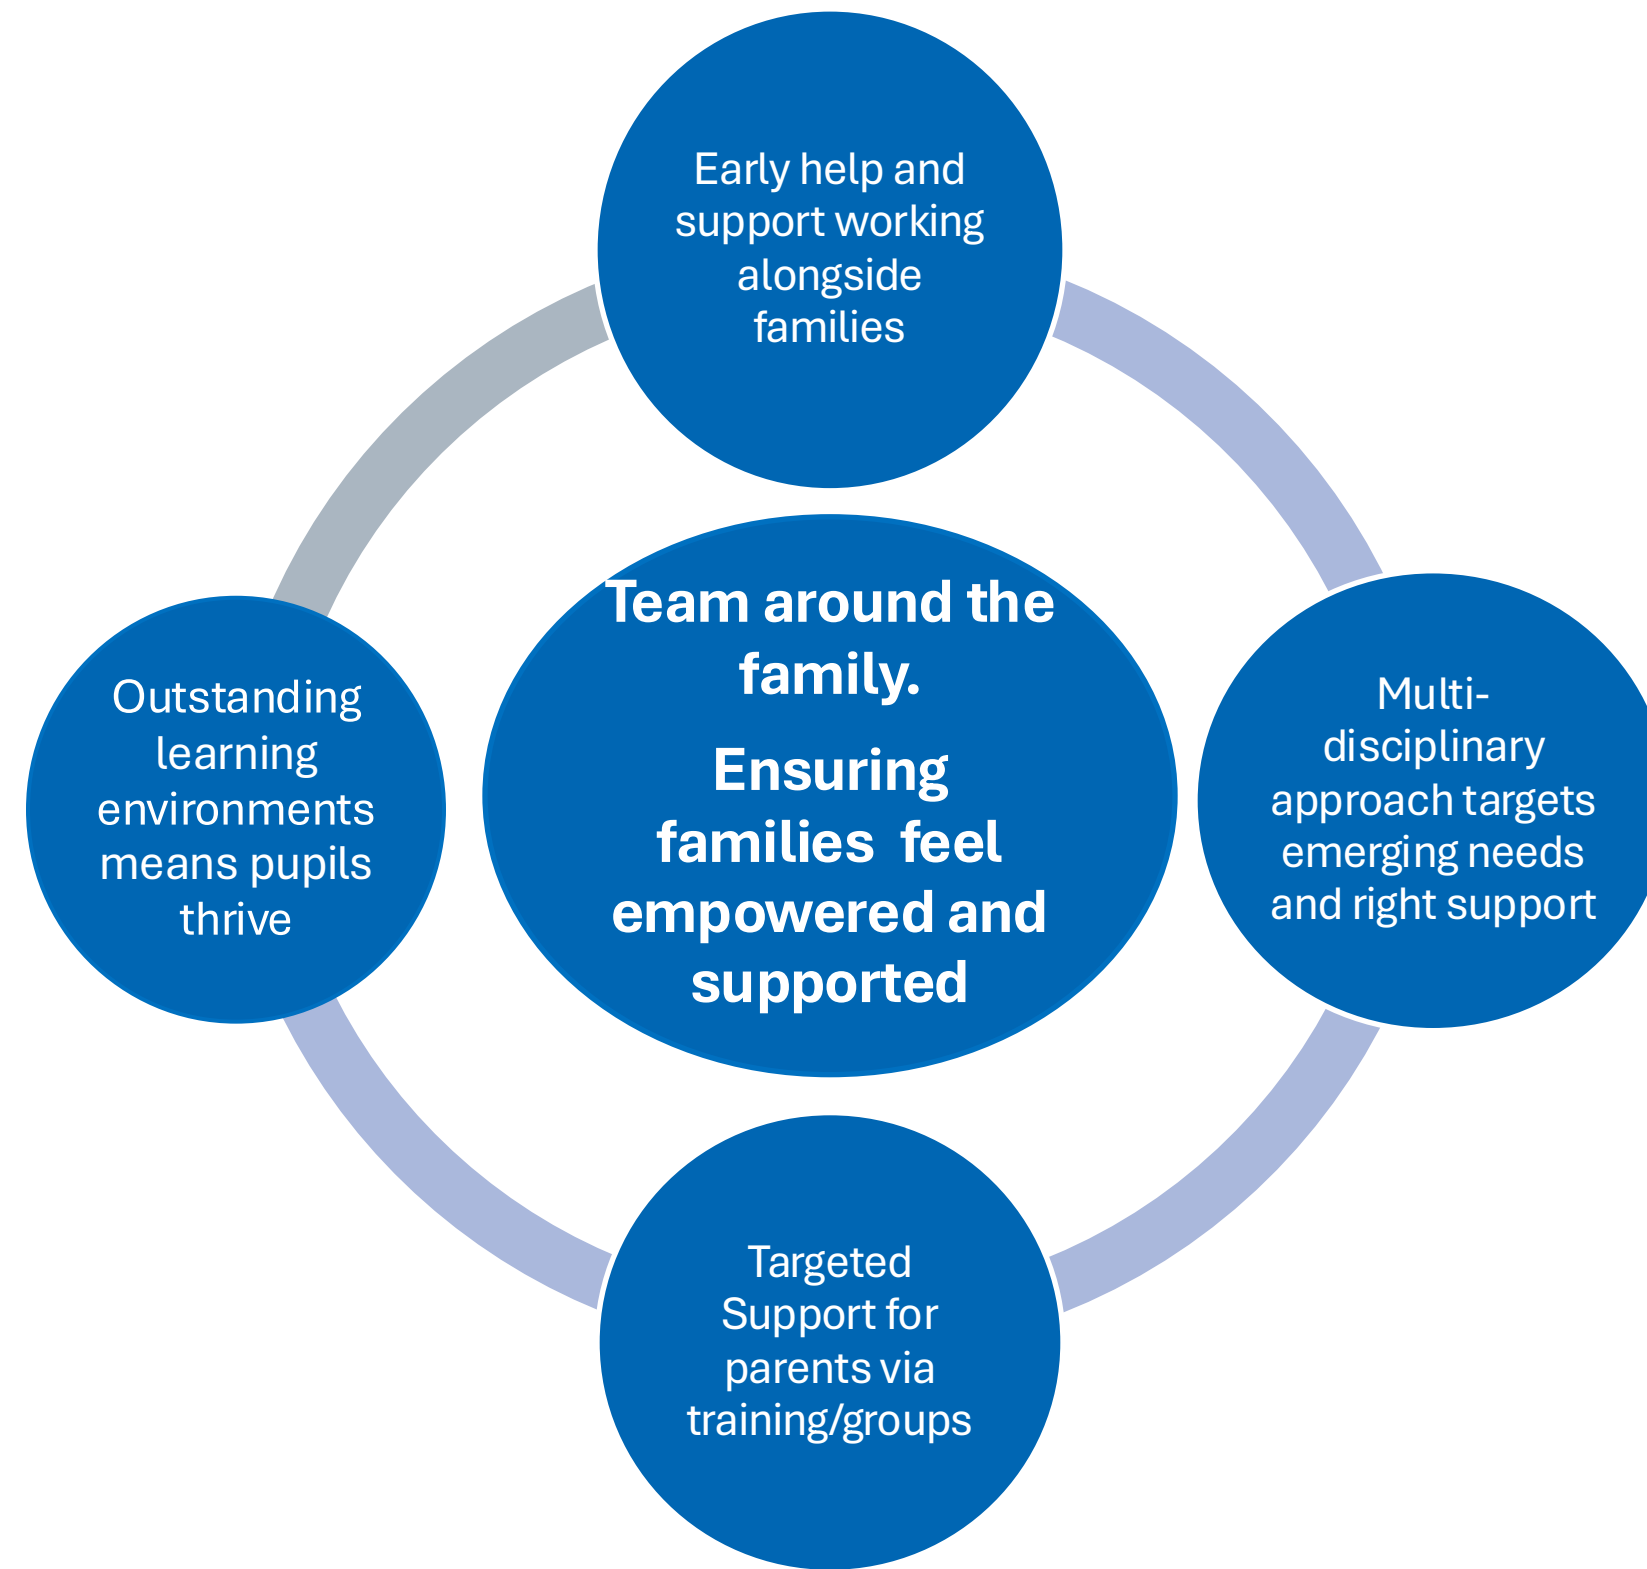 Early help and
support working
alongside
families
Team around the
family.
Ensuring
families  feel
empowered and
supported
Outstanding
learning
environments
means pupils
thrive
Multi-
disciplinary
approach targets
emerging needs
and right support
Targeted
Support for
parents via
training/groups